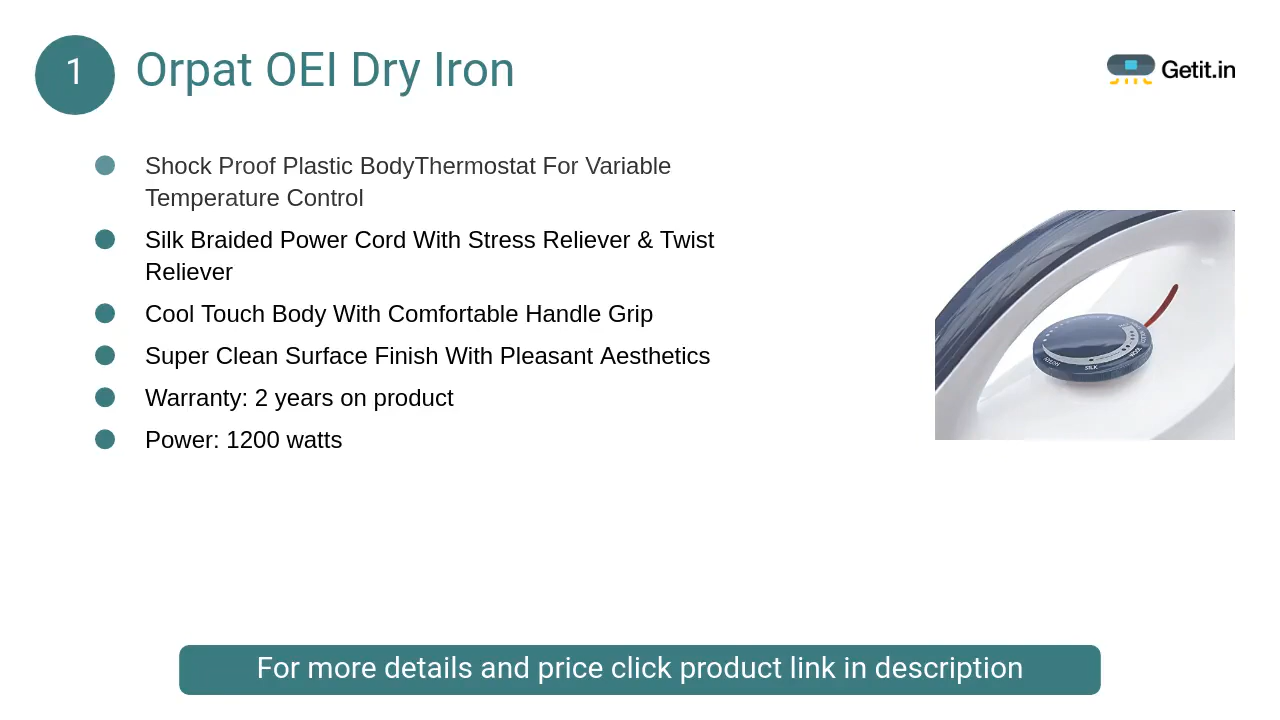 1
Orpat OEI Dry Iron
Getit.in
Shock Proof Plastic BodyThermostat For Variable
Temperature Control
Silk Braided Power Cord With Stress Reliever & Twist
Reliever
Cool Touch Body With Comfortable Handle Grip
Super Clean Surface Finish With Pleasant Aesthetics
Warranty: 2 years on product
Power: 1200 watts
NYLON SILK WOOL
For more details and price click product link in description